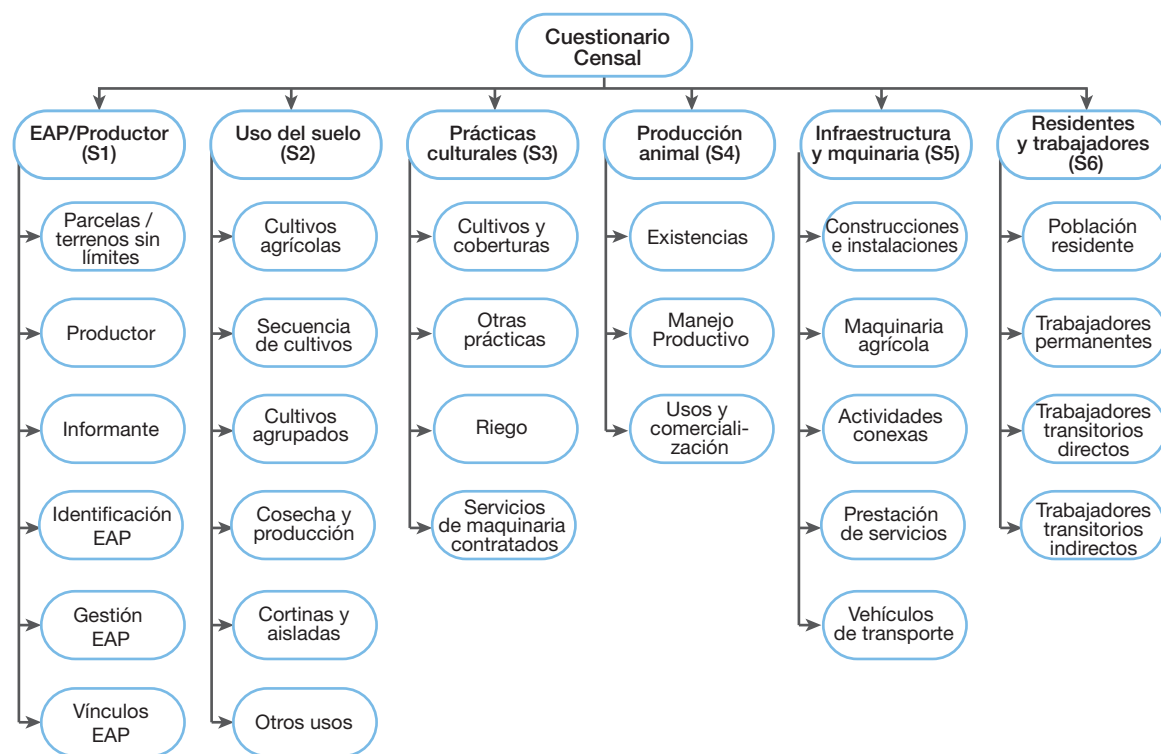 Cuestionario
Censal
EAP/Productor
(S1)
Parcelas /
terrenos sin
límites
Productor
Informante
Identificación
EAP
Gestión
EAP
Vínculos
EAP
Uso del suelo
(S2)
Cultivos
agrícolas
Secuencia
de cultivos
Cultivos
agrupados
Cosecha y
producción
Cortinas y
aisladas
Otros usos
Prácticas
culturales (S3)
Cultivos y
coberturas
Otras
prácticas
Riego
Servicios
de maquinaria
contratados
Producción
animal (S4)
Existencias
Manejo
Productivo
Usos y
comerciali-
zación
Infraestructura
y mquinaria (S5)
Construcciones
e instalaciones
Maquinaria
agrícola
Actividades
conexas
Prestación
de servicios
Vehículos
de transporte
Residentes
y trabajadores
(S6)
Población
residente
Trabajadores
permanentes
Trabajadores
transitorios
directos
Trabajadores
transitorios
indirectos